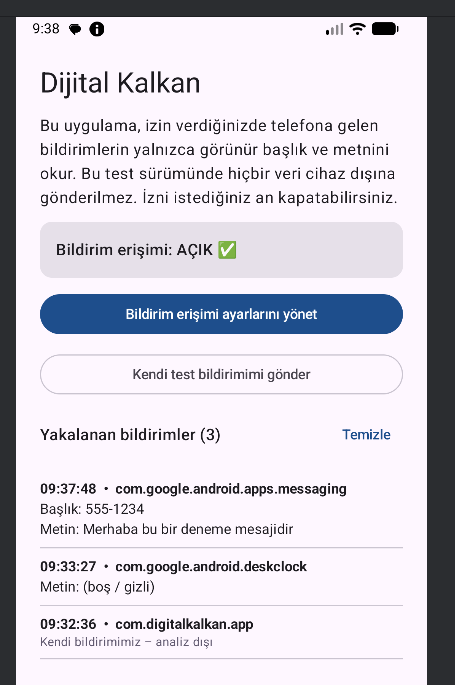 9:38
Dijital Kalkan
Bu uygulama, izin verdiğinizde telefona gelen
bildirimlerin yalnızca görünür başlık ve metnini
okur. Bu test sürümünde hiçbir veri cihaz dışına
gönderilmez. İzni istediğiniz an kapatabilirsiniz.
Bildirim erişimi: AÇIK ✅
Bildirim erişimi ayarlarını yönet
Kendi test bildirimimi gönder
Yakalanan bildirimler (3) Temizle
09:37:48 • com.google.android.apps.messaging
Başlık: 555-1234
Metin: Merhaba bu bir deneme mesajidir
09:33:27 • com.google.android.deskclock
Metin: (boş / gizli)
09:32:36 • com.digitalkalkan.app
Kendi bildirimimiz – analiz dışı